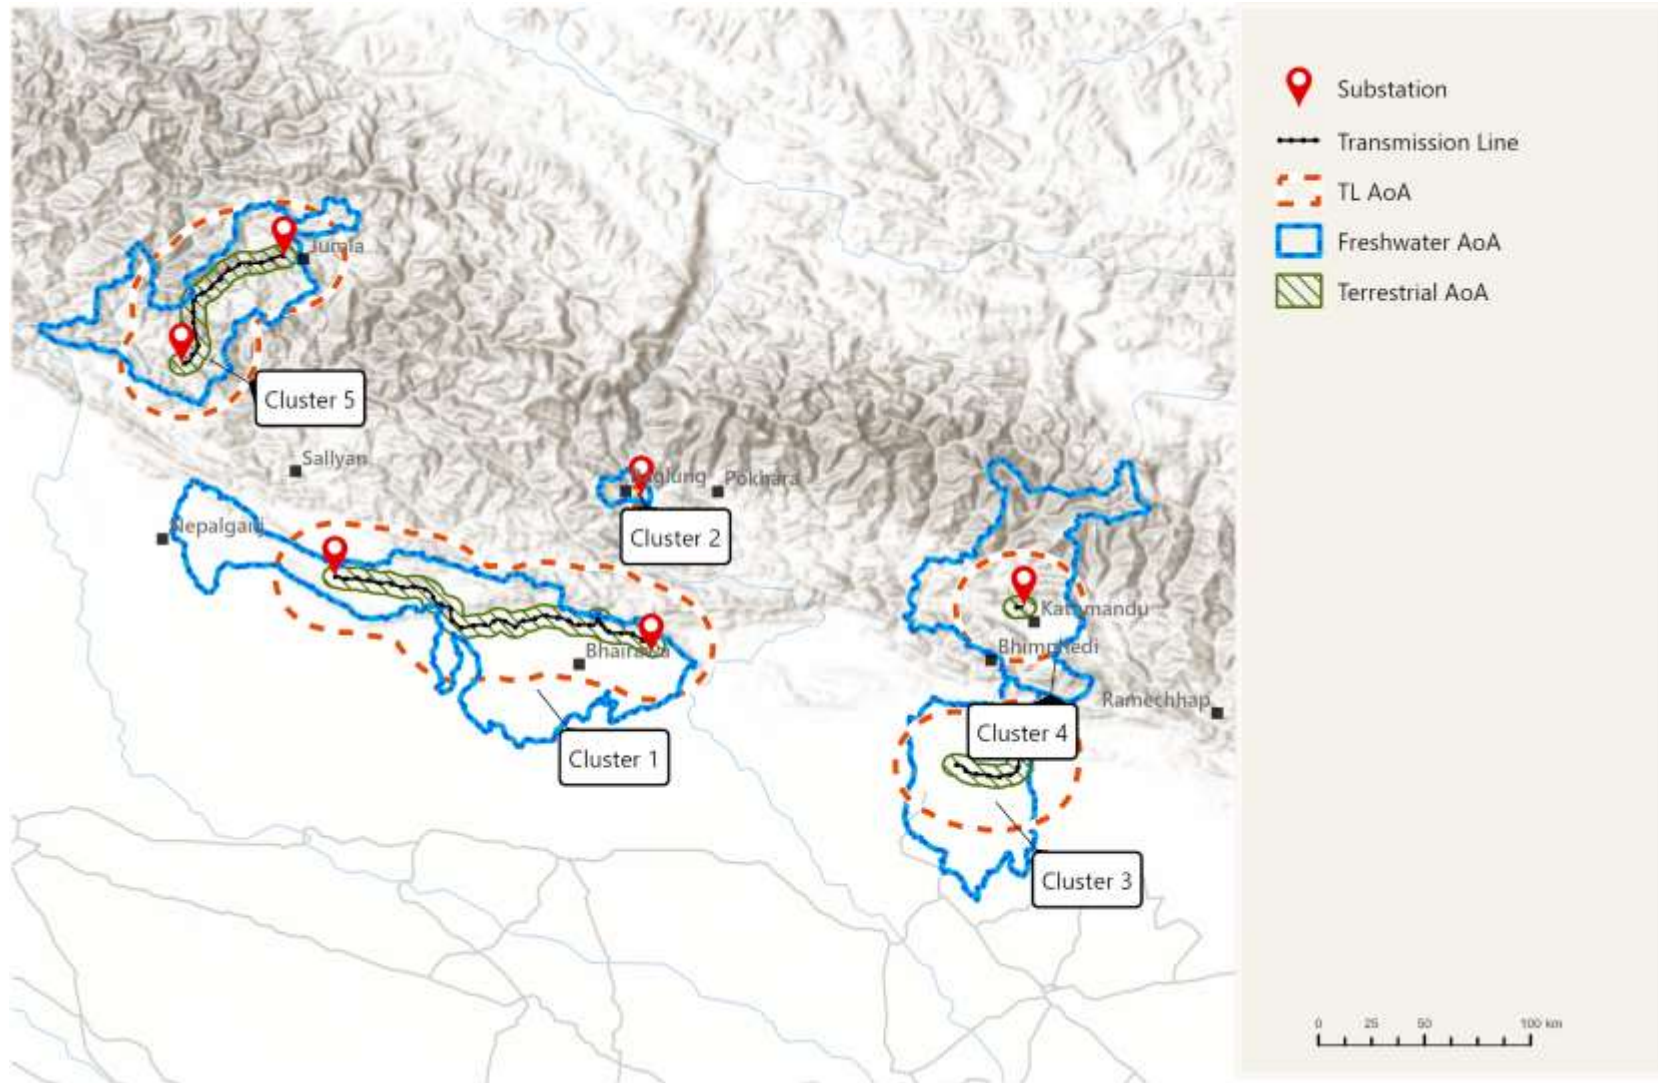 Substation
Transmission Line
TL AoA
Freshwater AoA
Terrestrial AoA
Jumla
Cluster 5
Sallyan
Pokhara
Nepalganj
Cluster 2
Kathmandu
Bhimphedi
Bhairawa
Ramechhap
Cluster 4
Cluster 1
Cluster 3
0 25 50 100 km